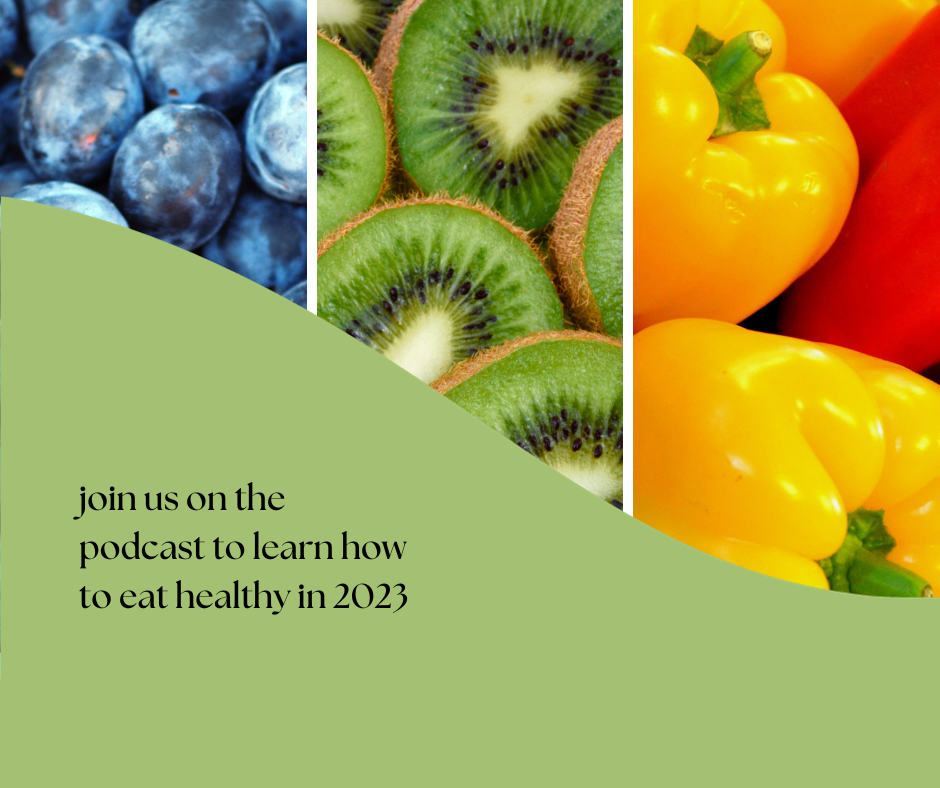 join us on the
podcast to learn how
to eat healthy in 2023